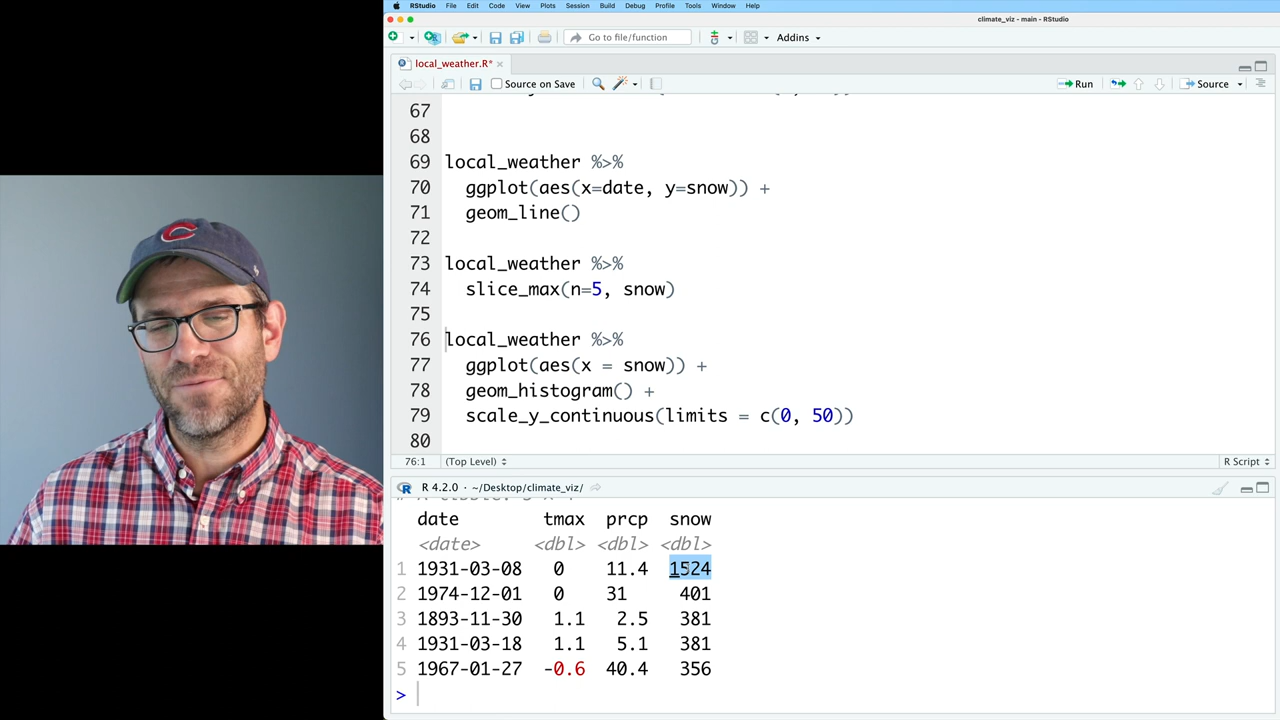 RStudio File Edit Code View Plots Session Build Debug Profile Tools Window Help
climate_viz - main - RStudio
Go to file/function Addins
local_weather.R*
Source on Save Run Source
67
68
69 local_weather %>%
70 ggplot(aes(x=date, y=snow)) +
71 geom_line()
72
73 local_weather %>%
74 slice_max(n=5, snow)
75
76 local_weather %>%
77 ggplot(aes(x = snow)) +
78 geom_histogram() +
79 scale_y_continuous(limits = c(0, 50))
80
76:1 (Top Level) R Script
R 4.2.0 · ~/Desktop/climate_viz/
date tmax prcp snow
<date> <dbl> <dbl> <dbl>
1 1931-03-08 0 11.4 1524
2 1974-12-01 0 31 401
3 1893-11-30 1.1 2.5 381
4 1931-03-18 1.1 5.1 381
5 1967-01-27 -0.6 40.4 356
>